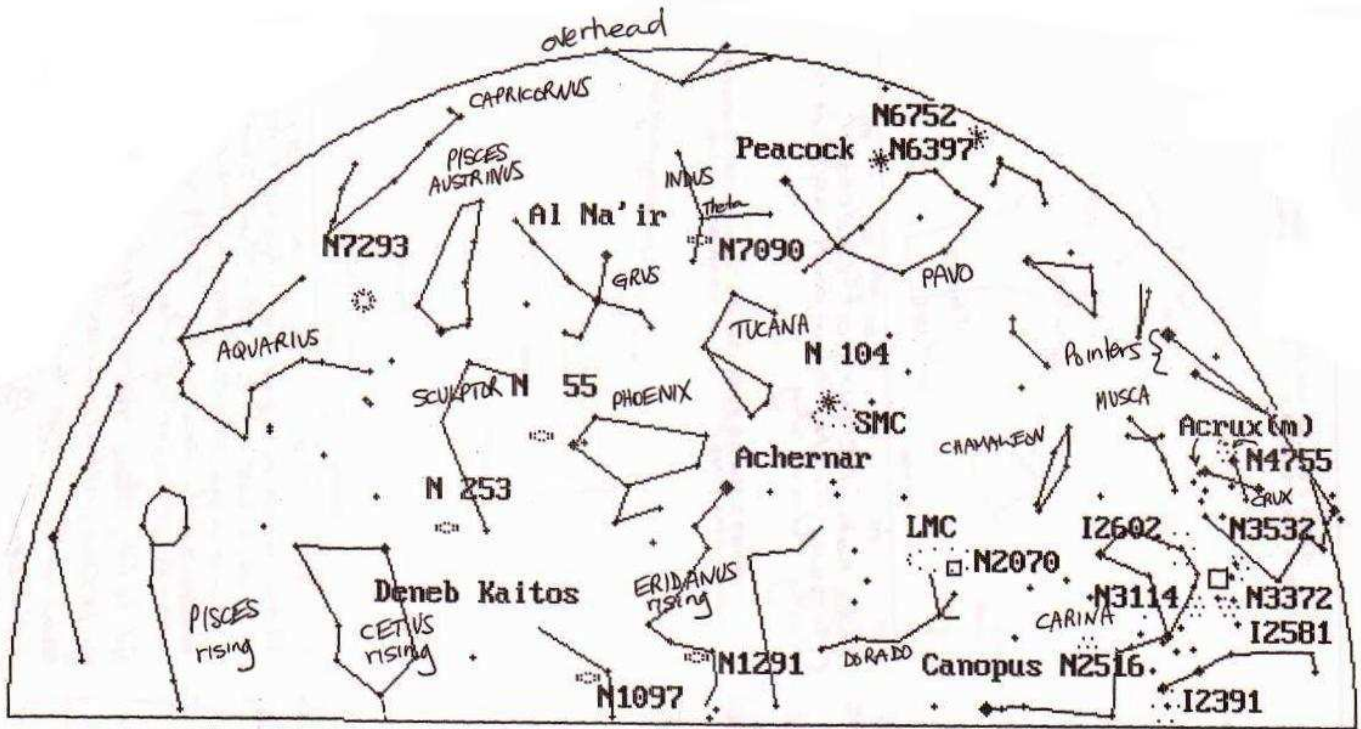 overhead
CAPRICORNUS
N6752
Peacock
N6397
PISCES
AUSTRINUS
INDUS
Theta
Al Na'ir
N7293
N7090
GRUS
PAVO
AQUARIUS
TUCANA
N 104
Pointers
SCULPTOR
N 55
PHOENIX
MUSCA
SMC
Acrux(m)
CHAMALEON
N4755
Achernar
N 253
CRUX
LMC
I2602
N3532
N2070
ERIDANUS
rising
Deneb Kaitos
N3114
N3372
PISCES
rising
CETUS
rising
CARINA
I2581
N1291
DORADO
Canopus
N2516
N1097
I2391